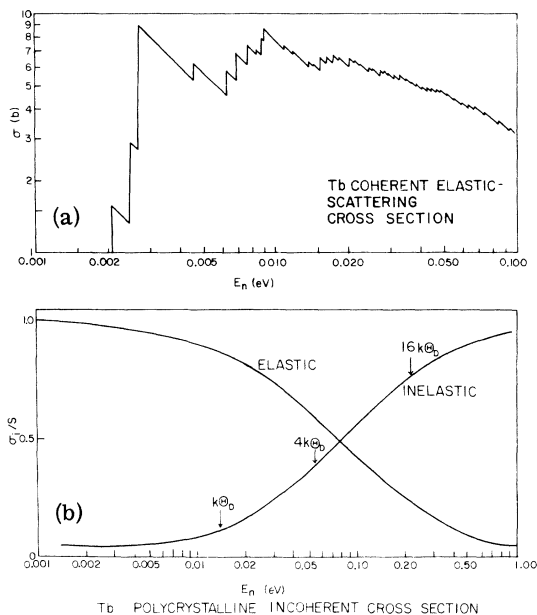 10
9
8
7
6
5
4
3
2
1
σ (b)
(a)
Tb COHERENT ELASTIC-
SCATTERING
CROSS SECTION
0.001 0.002 0.005 0.010 0.020 0.050 0.100
En (eV)
1.0
0.5
0
σi/S
(b)
ELASTIC
INELASTIC
16kΘD
4kΘD
kΘD
0.001 0.002 0.005 0.01 0.02 0.05 0.10 0.20 0.50 1.00
En (eV)
Tb POLYCRYSTALLINE INCOHERENT CROSS SECTION